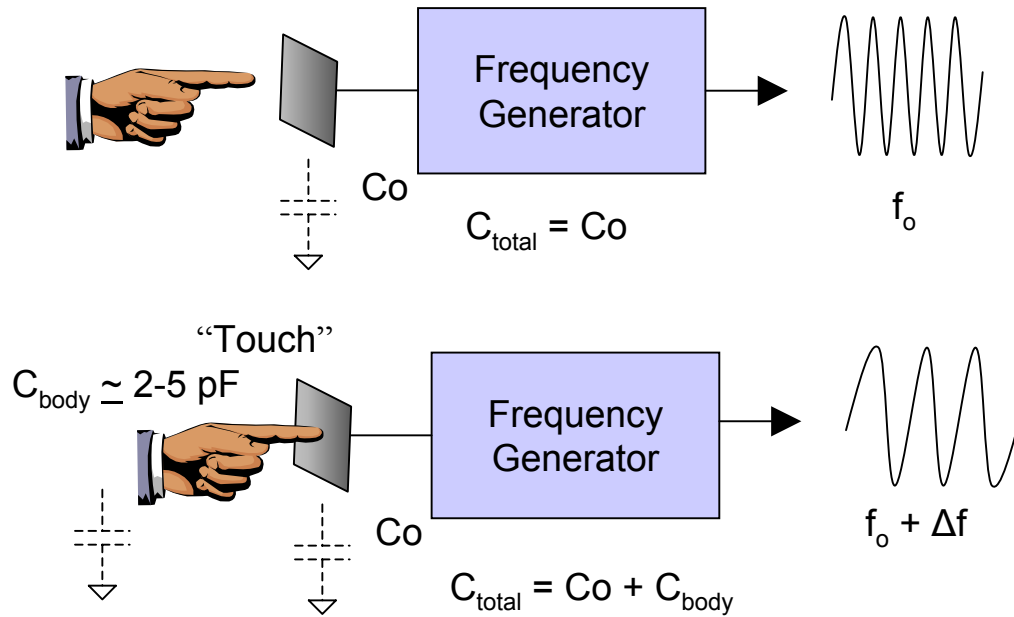 Frequency
Generator
Co
C_total = Co
f_o
“Touch”
C_body ≃ 2-5 pF
Frequency
Generator
Co
f_o + Δf
C_total = Co + C_body